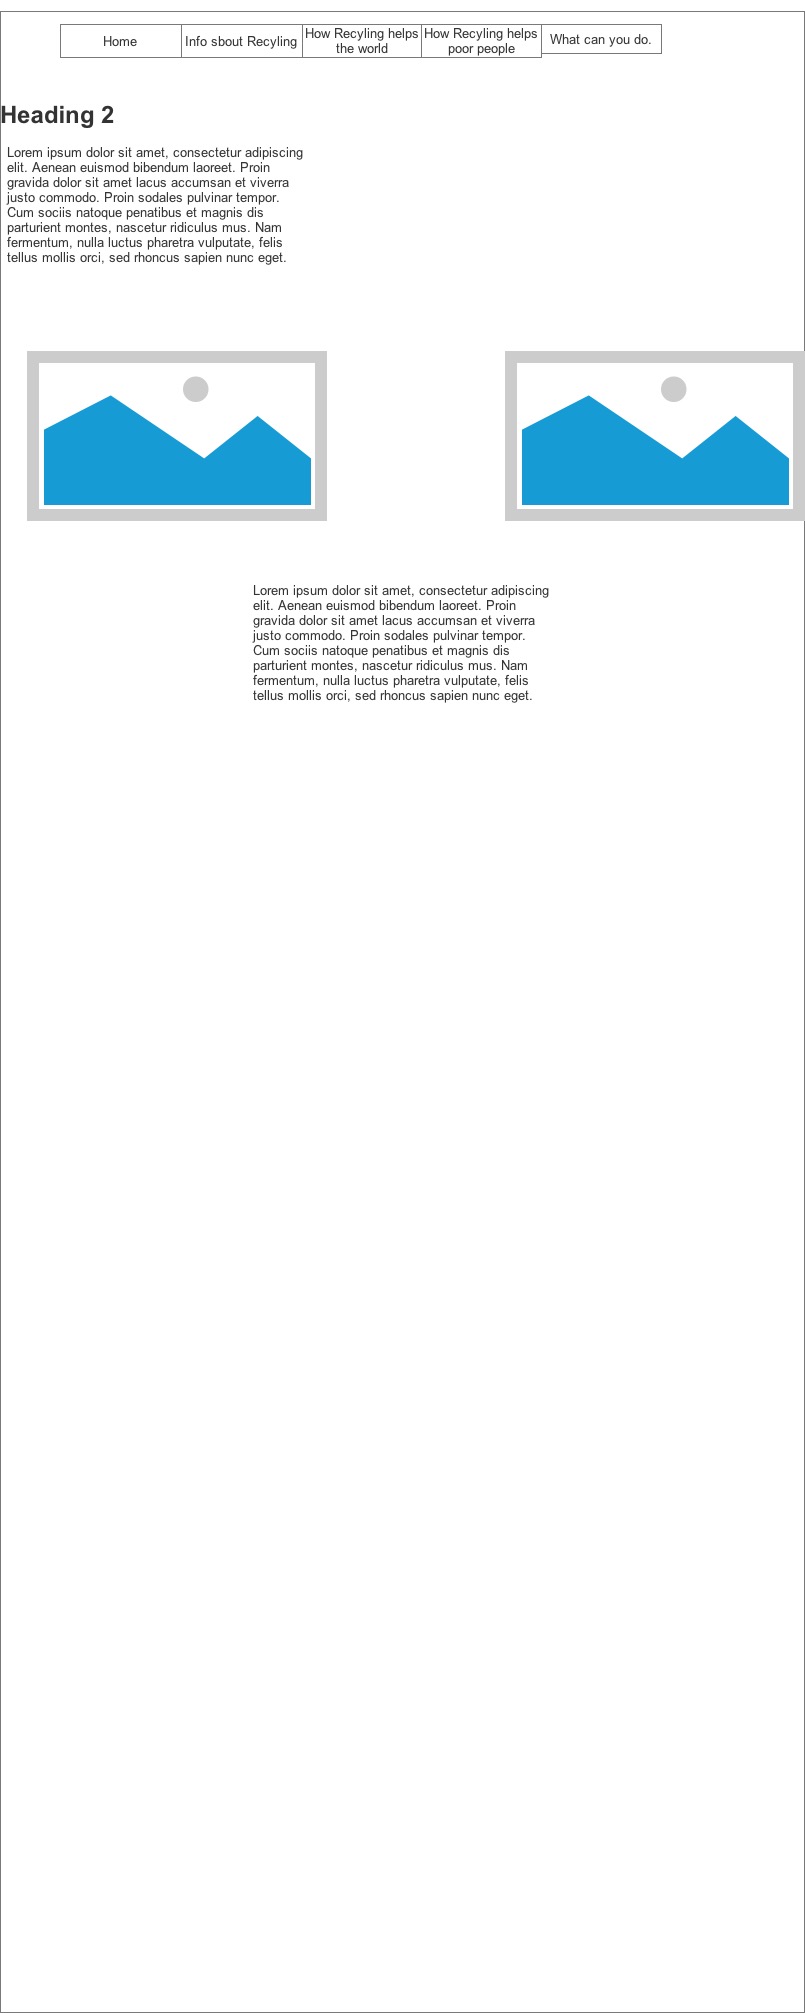 Home
Info sbout Recyling
How Recyling helps
the world
How Recyling helps
poor people
What can you do.
Heading 2
Lorem ipsum dolor sit amet, consectetur adipiscing
elit. Aenean euismod bibendum laoreet. Proin
gravida dolor sit amet lacus accumsan et viverra
justo commodo. Proin sodales pulvinar tempor.
Cum sociis natoque penatibus et magnis dis
parturient montes, nascetur ridiculus mus. Nam
fermentum, nulla luctus pharetra vulputate, felis
tellus mollis orci, sed rhoncus sapien nunc eget.
Lorem ipsum dolor sit amet, consectetur adipiscing
elit. Aenean euismod bibendum laoreet. Proin
gravida dolor sit amet lacus accumsan et viverra
justo commodo. Proin sodales pulvinar tempor.
Cum sociis natoque penatibus et magnis dis
parturient montes, nascetur ridiculus mus. Nam
fermentum, nulla luctus pharetra vulputate, felis
tellus mollis orci, sed rhoncus sapien nunc eget.